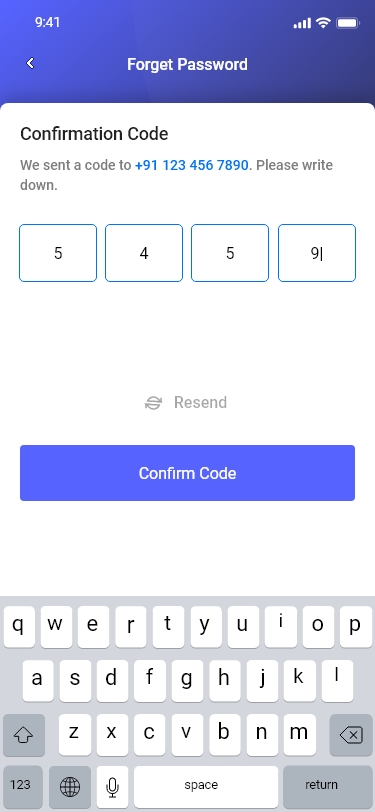 9:41
Forget Password
Confirmation Code
We sent a code to +91 123 456 7890. Please write
down.
5 4 5 9
Resend
Confirm Code
q w e r t y u i o p
a s d f g h j k l
z x c v b n m
123 space return